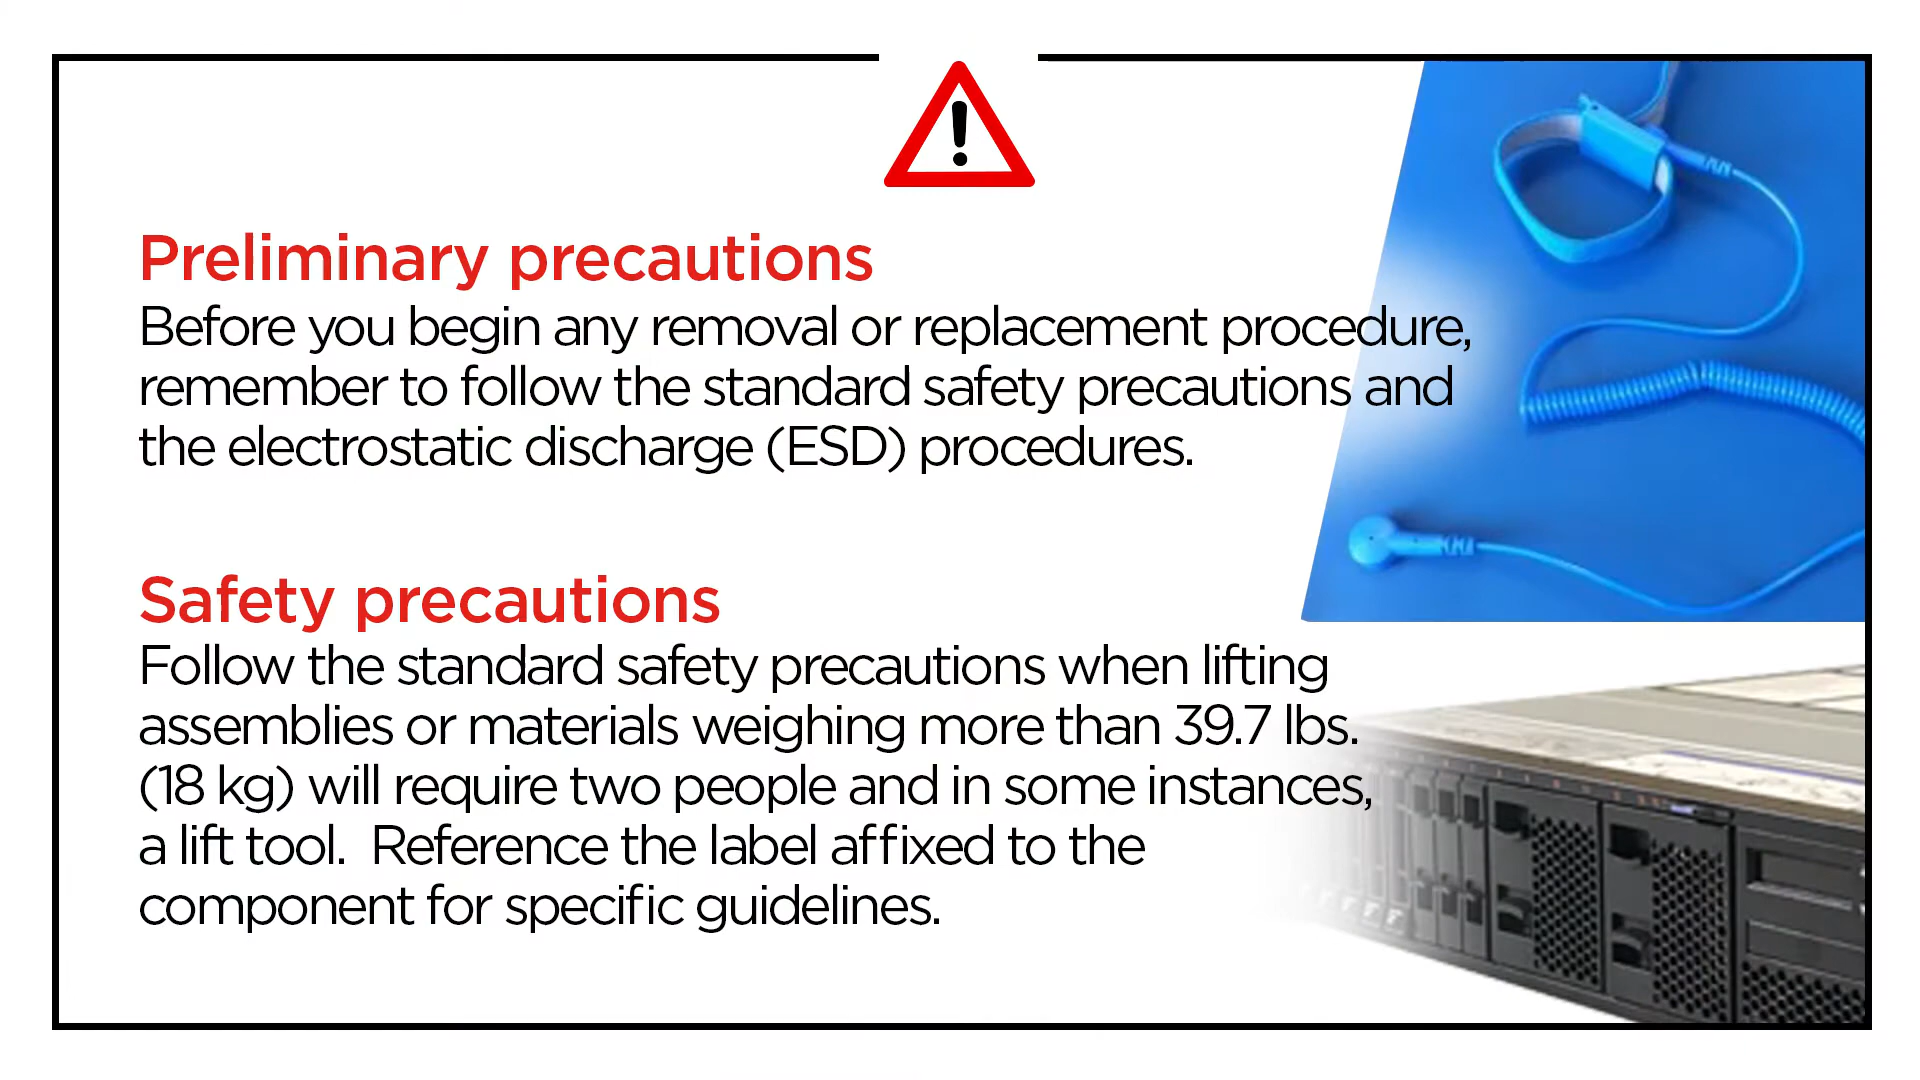 Preliminary precautions
Before you begin any removal or replacement procedure,
remember to follow the standard safety precautions and
the electrostatic discharge (ESD) procedures.
Safety precautions
Follow the standard safety precautions when lifting
assemblies or materials weighing more than 39.7 lbs.
(18 kg) will require two people and in some instances,
a lift tool.  Reference the label affixed to the
component for specific guidelines.